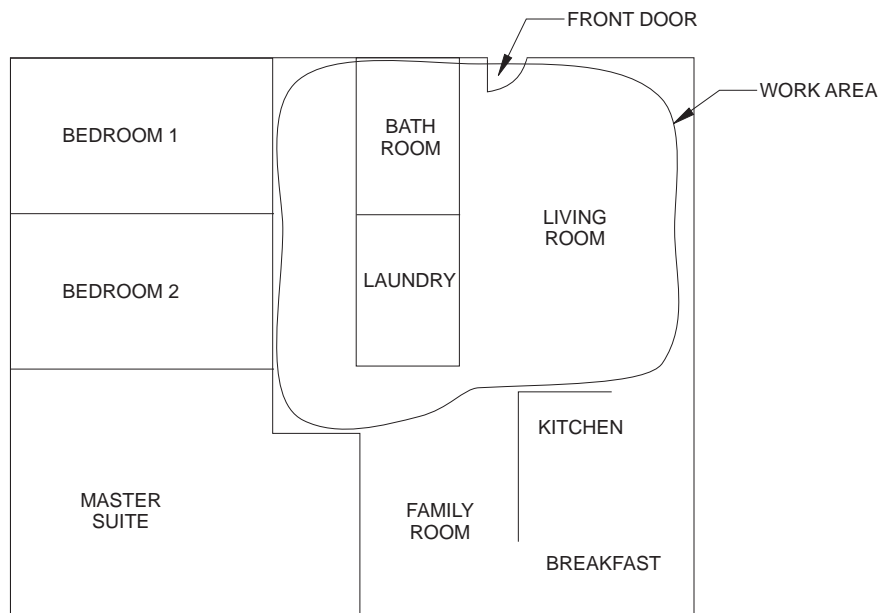 FRONT DOOR
WORK AREA
BEDROOM 1
BATH
ROOM
LIVING
ROOM
BEDROOM 2
LAUNDRY
KITCHEN
MASTER
SUITE
FAMILY
ROOM
BREAKFAST